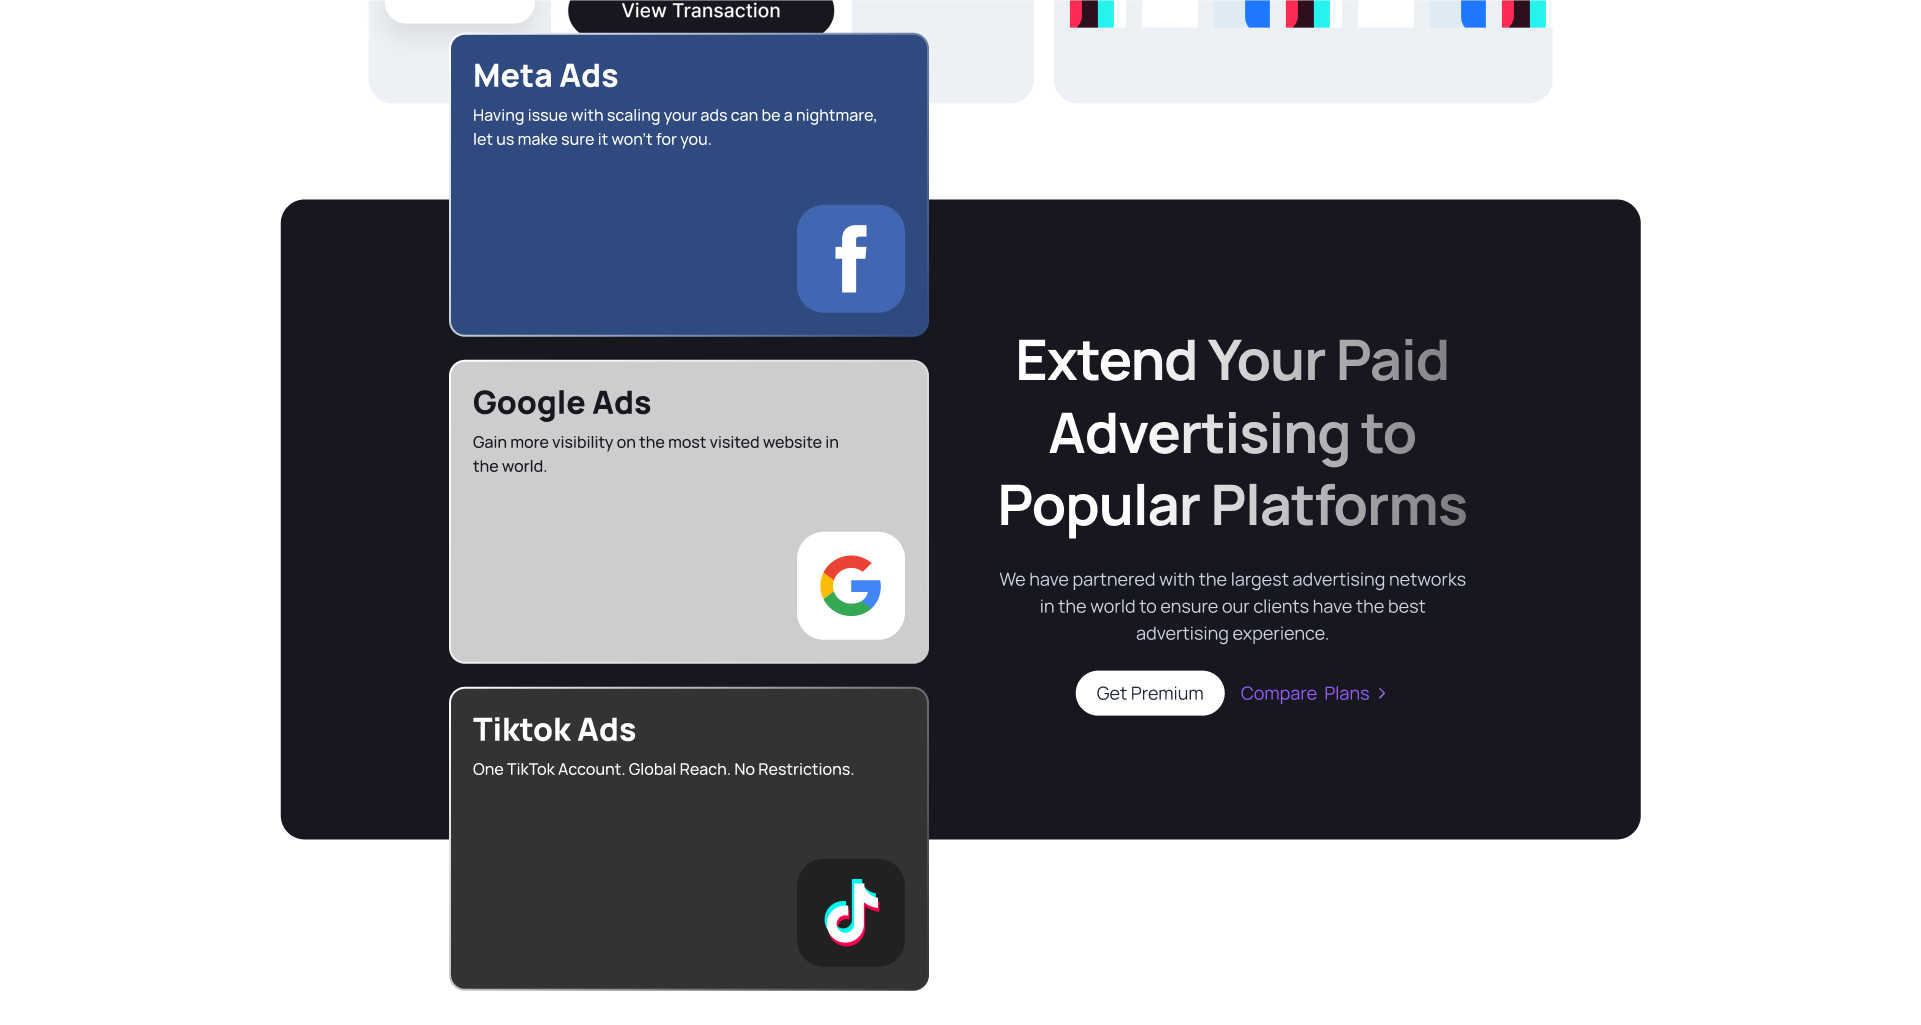 View Transaction
Meta Ads
Having issue with scaling your ads can be a nightmare,
let us make sure it won't for you.
Google Ads
Gain more visibility on the most visited website in
the world.
Tiktok Ads
One TikTok Account. Global Reach. No Restrictions.
Extend Your Paid
Advertising to
Popular Platforms
We have partnered with the largest advertising networks
in the world to ensure our clients have the best
advertising experience.
Get Premium
Compare Plans